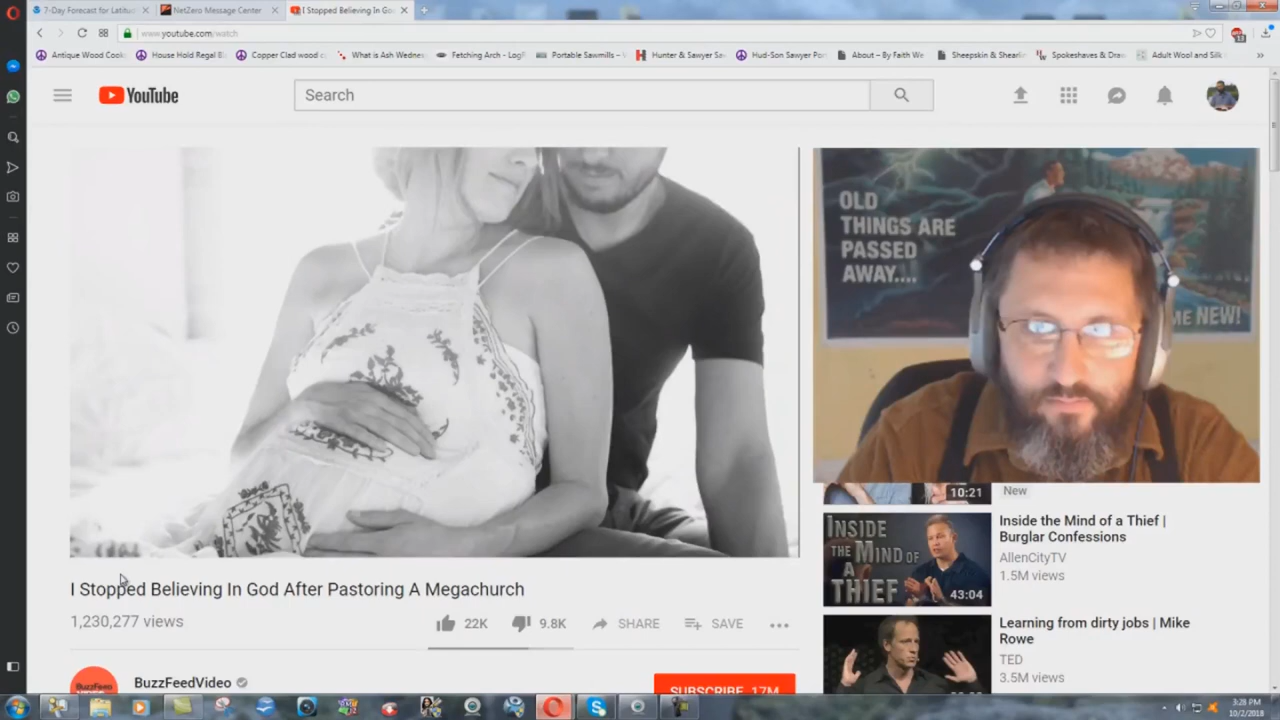 7-Day Forecast for Latitud
NetZero Message Center
I Stopped Believing In Go
www.youtube.com/watch
Antique Wood Cook
House Hold Regal B
Copper Clad wood c
What is Ash Wednes
Fetching Arch - LogF
Portable Sawmills – V
Hunter & Sawyer Se
Hud-Son Sawyer Po
About – By Faith We
Sheepskin & Shearli
Spokeshaves & Dra
Adult Wool and Silk
YouTube
Search
OLD
THINGS ARE
PASSED
AWAY....
ME NEW!
10:21
New
INSIDE
THE MIND OF
A
THIEF
43:04
Inside the Mind of a Thief |
Burglar Confessions
AllenCityTV
1.5M views
I Stopped Believing In God After Pastoring A Megachurch
1,230,277 views
22K
9.8K
SHARE
SAVE
Learning from dirty jobs | Mike
Rowe
TED
3.5M views
BuzzFeedVideo
SUBSCRIBE 17M
3:28 PM
10/2/2018